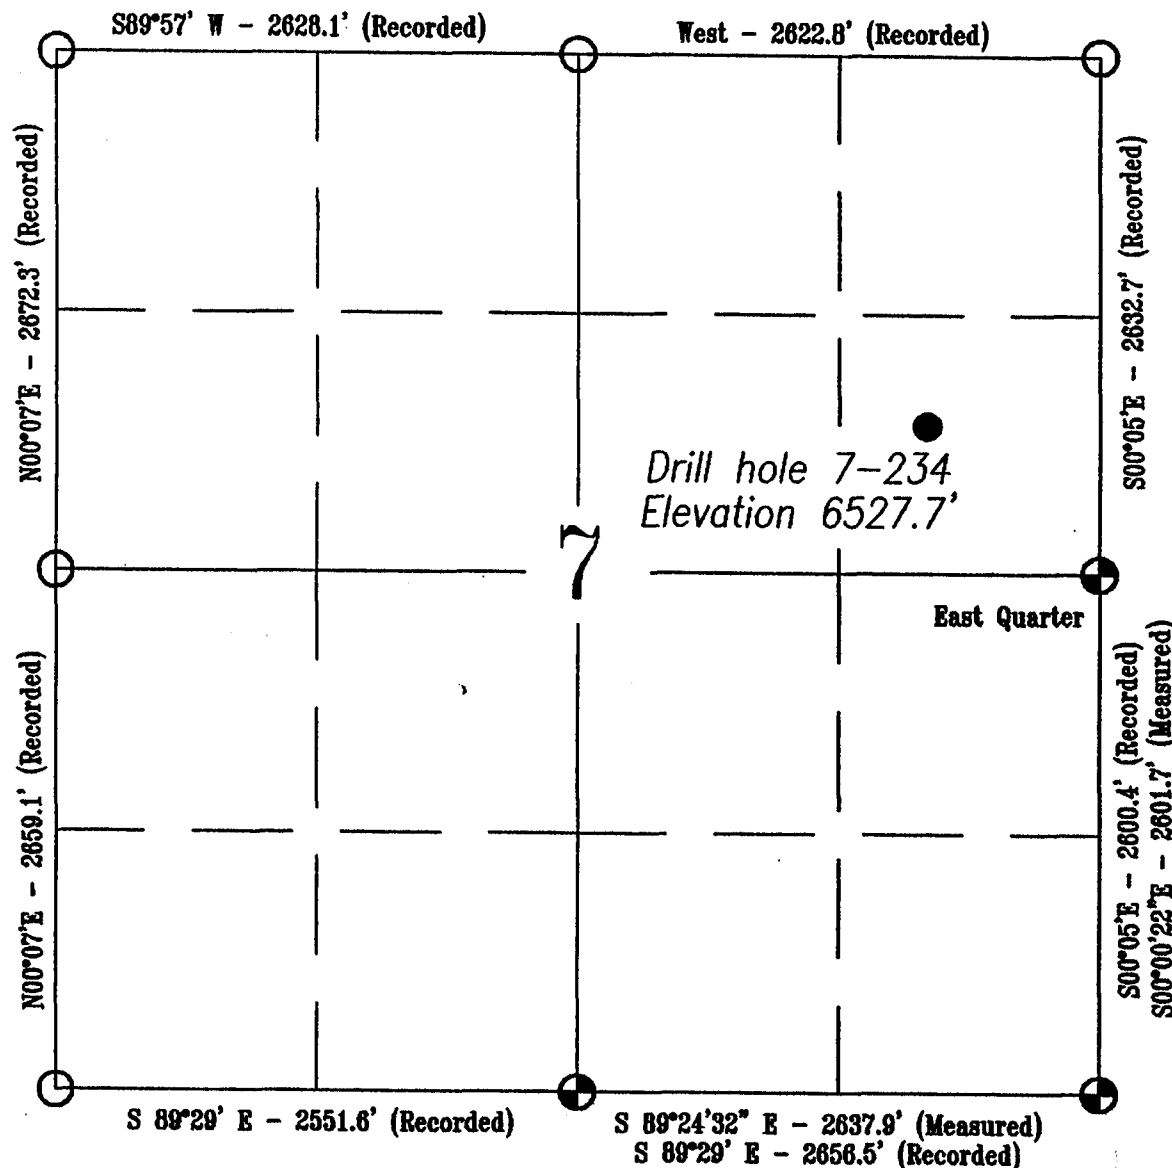 S89°57' W - 2628.1' (Recorded)
West - 2622.8' (Recorded)
N00°07'E - 2672.3' (Recorded)
S00°05'E - 2632.7' (Recorded)
Drill hole 7-234
Elevation 6527.7'
7
East Quarter
N00°07'E - 2659.1' (Recorded)
S00°05'E - 2600.4' (Recorded)
S00°00'22"E - 2601.7' (Measured)
S 89°29' E - 2551.6' (Recorded)
S 89°24'32" E - 2637.9' (Measured)
S 89°29' E - 2656.5' (Recorded)